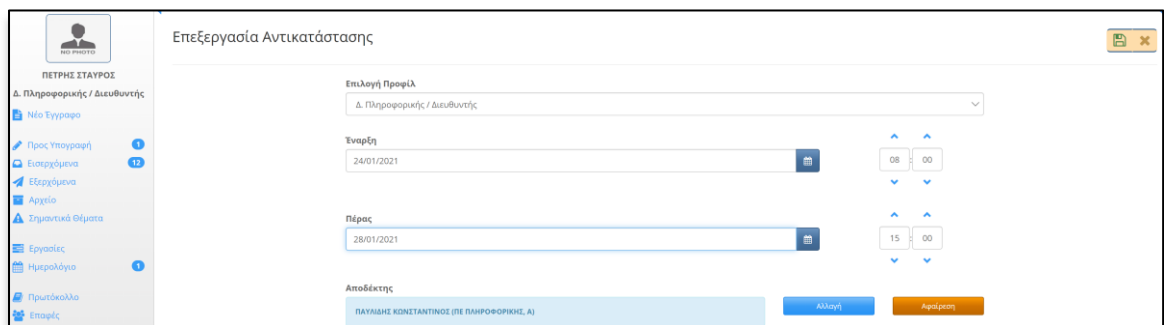 NO PHOTO
ΠΕΤΡΗΣ ΣΤΑΥΡΟΣ
Δ. Πληροφορικής / Διευθυντής
Νέο Έγγραφο
Προς Υπογραφή 1
Εισερχόμενα 12
Εξερχόμενα
Αρχείο
Σημαντικά Θέματα
Εργασίες
Ημερολόγιο 1
Πρωτόκολλο
Επαφές
Επεξεργασία Αντικατάστασης
Επιλογή Προφίλ
Δ. Πληροφορικής / Διευθυντής
Έναρξη
24/01/2021 08 : 00
Πέρας
28/01/2021 15 : 00
Αποδέκτης
ΠΑΥΛΙΔΗΣ ΚΩΝΣΤΑΝΤΙΝΟΣ (ΠΕ ΠΛΗΡΟΦΟΡΙΚΗΣ, Α) Αλλαγή Αφαίρεση